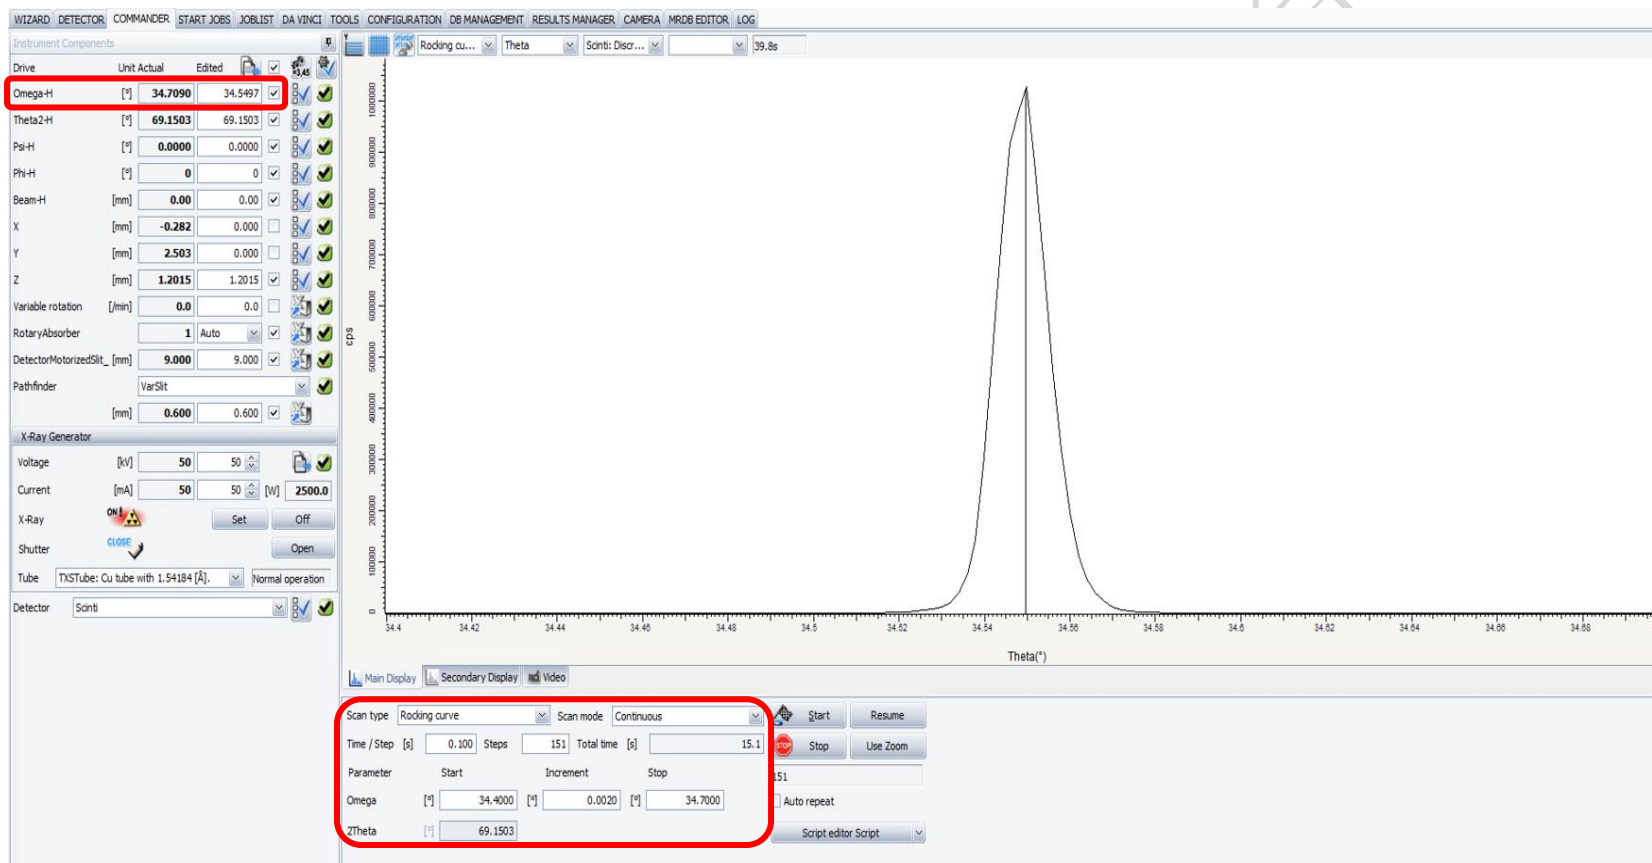 WIZARD DETECTOR COMMANDER START JOBS JOBLIST DA VINCI TOOLS CONFIGURATION DB MANAGEMENT RESULTS MANAGER CAMERA MRDB EDITOR LOG
Instrument Components
Drive Unit Actual Edited
Omega-H [°] 34.7090 34.5497
Theta2-H [°] 69.1503 69.1503
Psi-H [°] 0.0000 0.0000
Phi-H [°] 0 0
Beam-H [mm] 0.00 0.00
X [mm] -0.282 0.000
Y [mm] 2.503 0.000
Z [mm] 1.2015 1.2015
Variable rotation [/min] 0.0 0.0
RotaryAbsorber 1 Auto
DetectorMotorizedSlit_ [mm] 9.000 9.000
Pathfinder VarSlit
[mm] 0.600 0.600
X-Ray Generator
Voltage [kV] 50 50
Current [mA] 50 50 [W] 2500.0
X-Ray ON! Set Off
Shutter CLOSE Open
Tube TXSTube: Cu tube with 1.54184 [Å]. Normal operation
Detector Scinti
Rocking cu... Theta Scinti: Discr... 39.8s
cps
1000000
900000
800000
700000
600000
500000
400000
300000
200000
100000
0
34.4 34.42 34.44 34.46 34.48 34.5 34.52 34.54 34.56 34.58 34.6 34.62 34.64 34.66 34.68
Theta(°)
Main Display Secondary Display Video
Scan type Rocking curve Scan mode Continuous Start Resume
Time / Step [s] 0.100 Steps 151 Total time [s] 15.1 STOP Stop Use Zoom
Parameter Start Increment Stop 151
Omega [°] 34.4000 [°] 0.0020 [°] 34.7000 Auto repeat
2Theta [°] 69.1503 Script editor Script